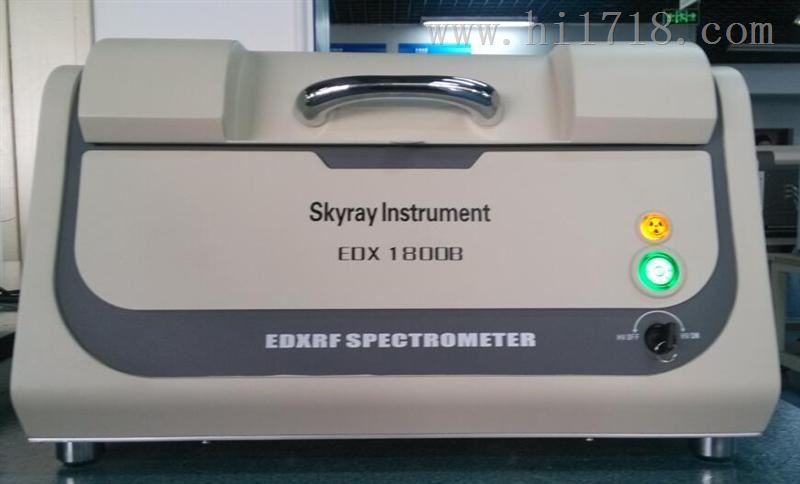 www.hi1718.com
Skyray Instrument
EDX 1800B
EDXRF SPECTROMETER
HV OFF
HV ON